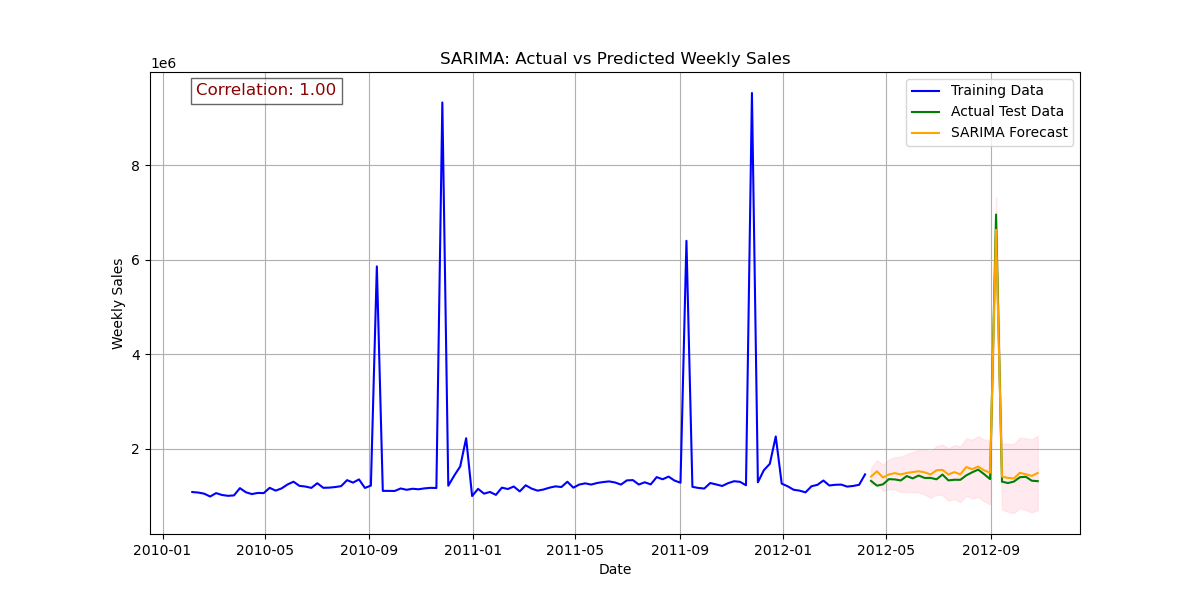 SARIMA: Actual vs Predicted Weekly Sales
1e6
Correlation: 1.00
Training Data
Actual Test Data
SARIMA Forecast
8
6
4
2
Weekly Sales
2010-01 2010-05 2010-09 2011-01 2011-05 2011-09 2012-01 2012-05 2012-09
Date